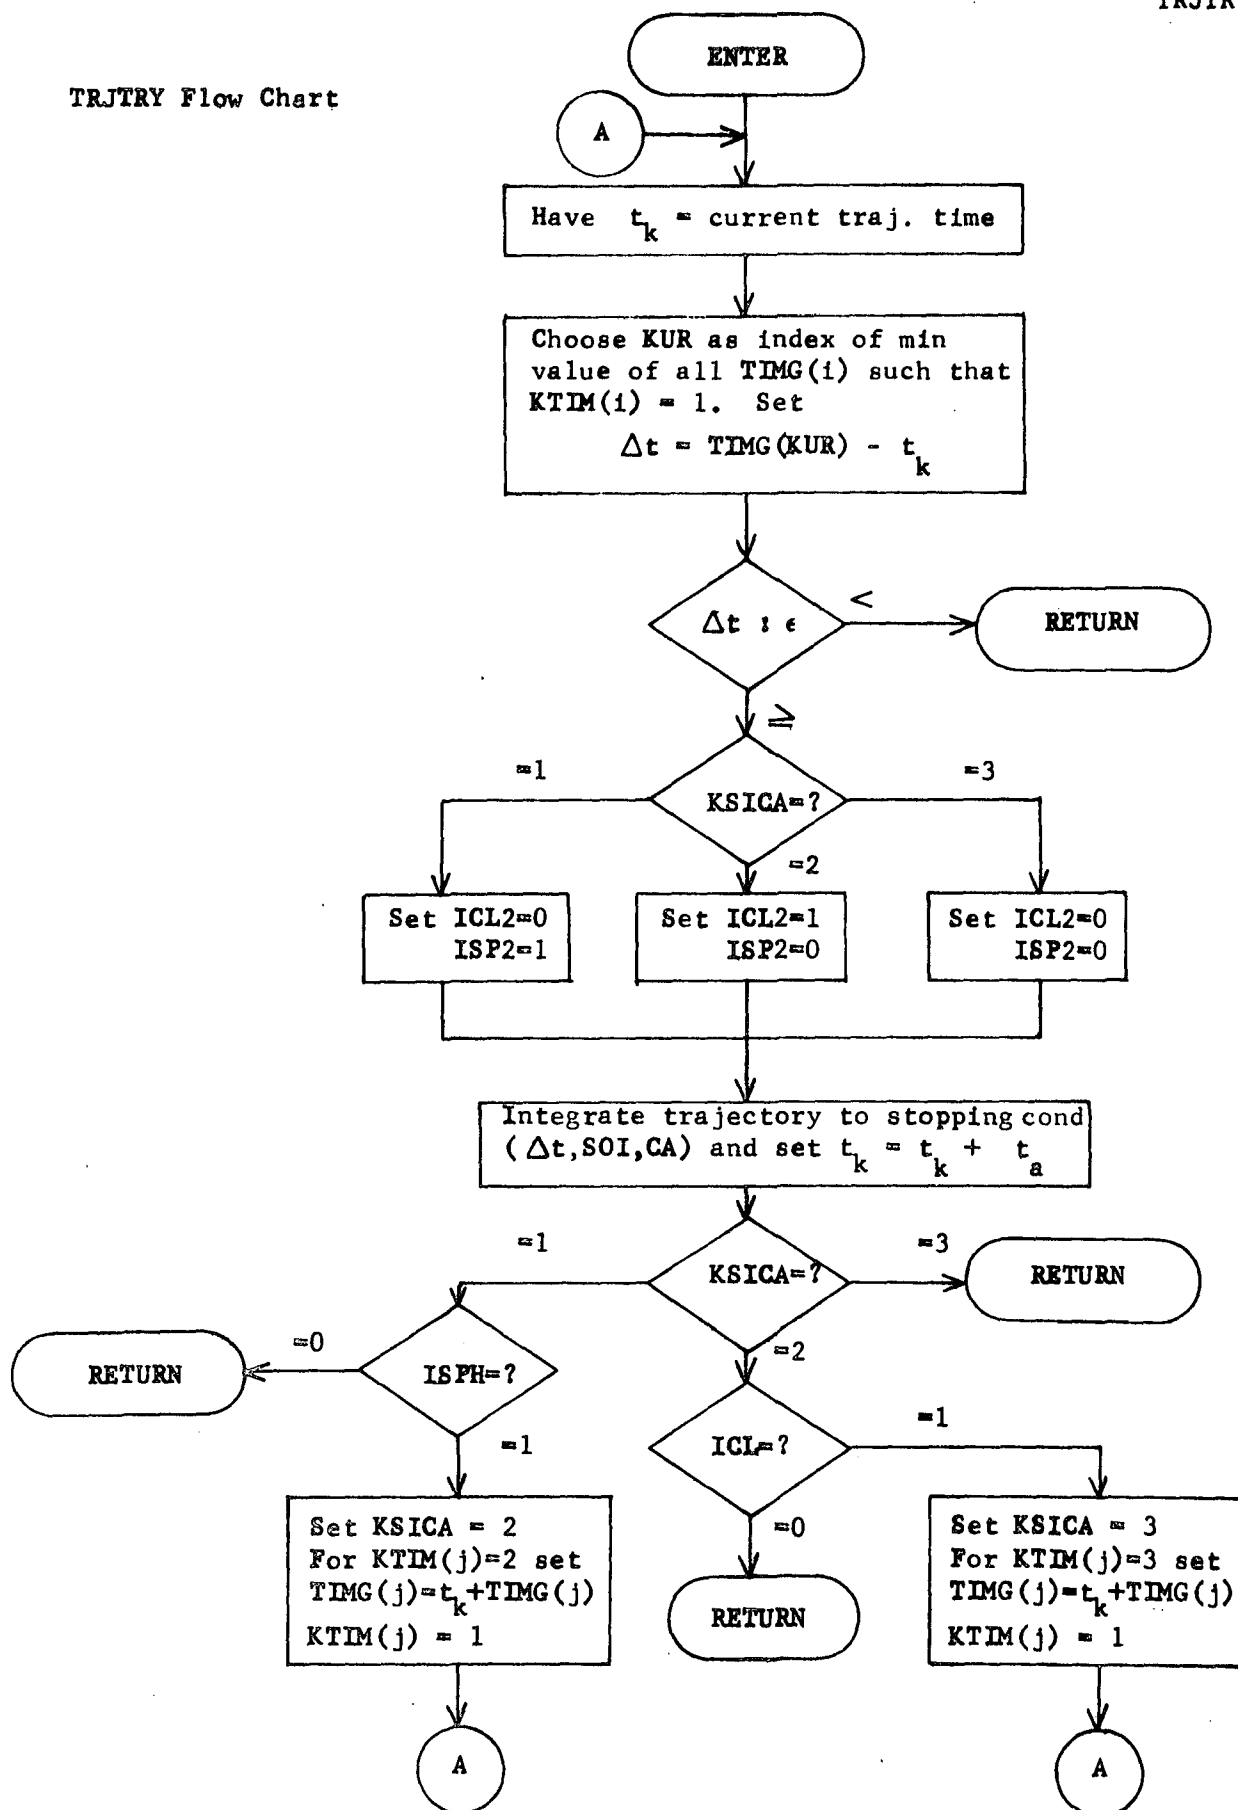 TRJTR
ENTER
TRJTRY Flow Chart
A
Have t_k = current traj. time
Choose KUR as index of min
value of all TIMG(i) such that
KTIM(i) = 1. Set
Δt = TIMG(KUR) - t_k
Δt : ϵ
<
RETURN
≥
=1
KSICA=?
=3
=2
Set ICL2=0
ISP2=1
Set ICL2=1
ISP2=0
Set ICL2=0
ISP2=0
Integrate trajectory to stopping cond
(Δt,SOI,CA) and set t_k = t_k + t_a
=1
KSICA=?
=3
RETURN
=0
RETURN
ISPH=?
=2
=1
ICL=?
=1
=0
Set KSICA = 2
For KTIM(j)=2 set
TIMG(j)=t_k+TIMG(j)
KTIM(j) = 1
RETURN
Set KSICA = 3
For KTIM(j)=3 set
TIMG(j)=t_k+TIMG(j)
KTIM(j) = 1
A
A